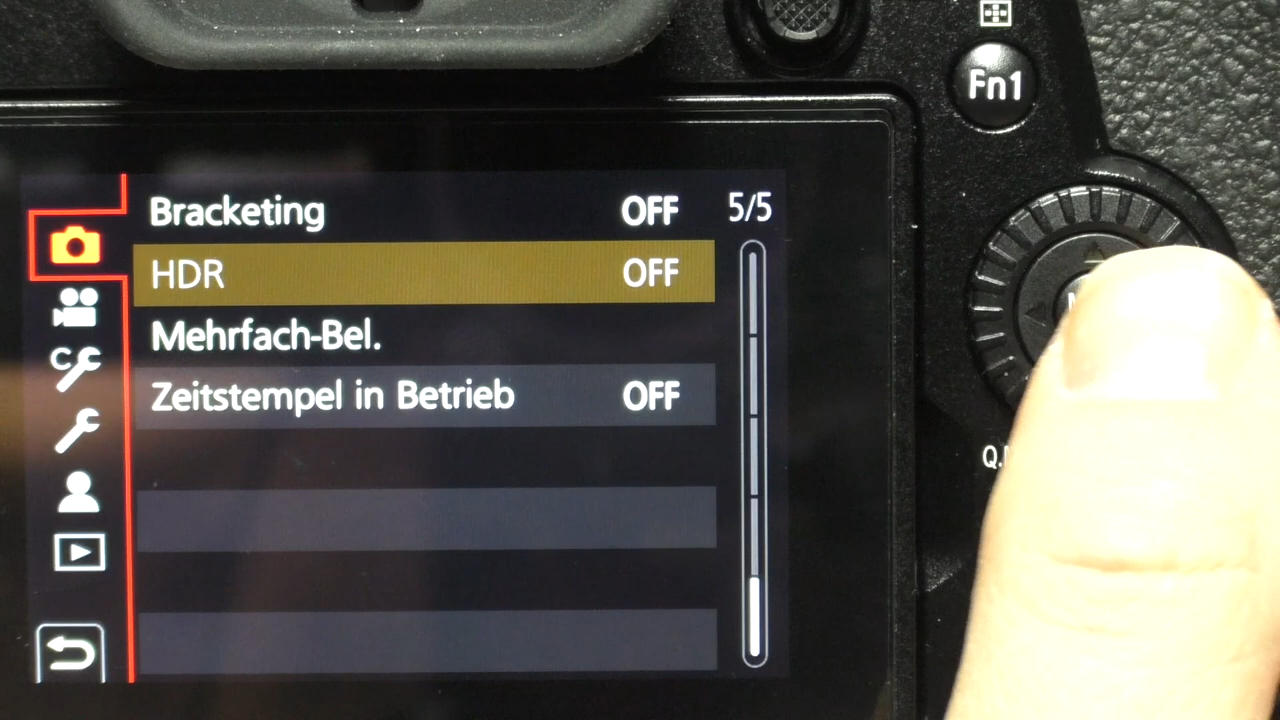 Fn1
Bracketing OFF 5/5
HDR OFF
Mehrfach-Bel.
Zeitstempel in Betrieb OFF